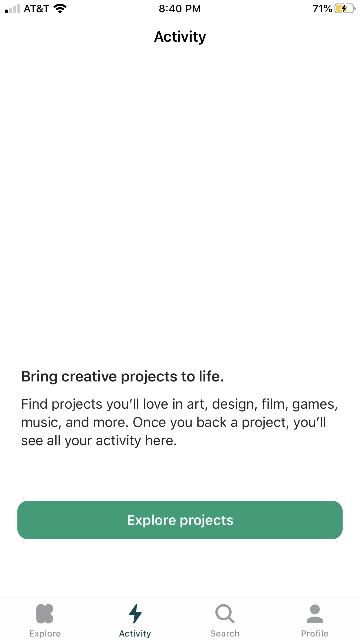 AT&T 8:40 PM 71%
Activity
Bring creative projects to life.
Find projects you'll love in art, design, film, games,
music, and more. Once you back a project, you'll
see all your activity here.
Explore projects
Explore Activity Search Profile